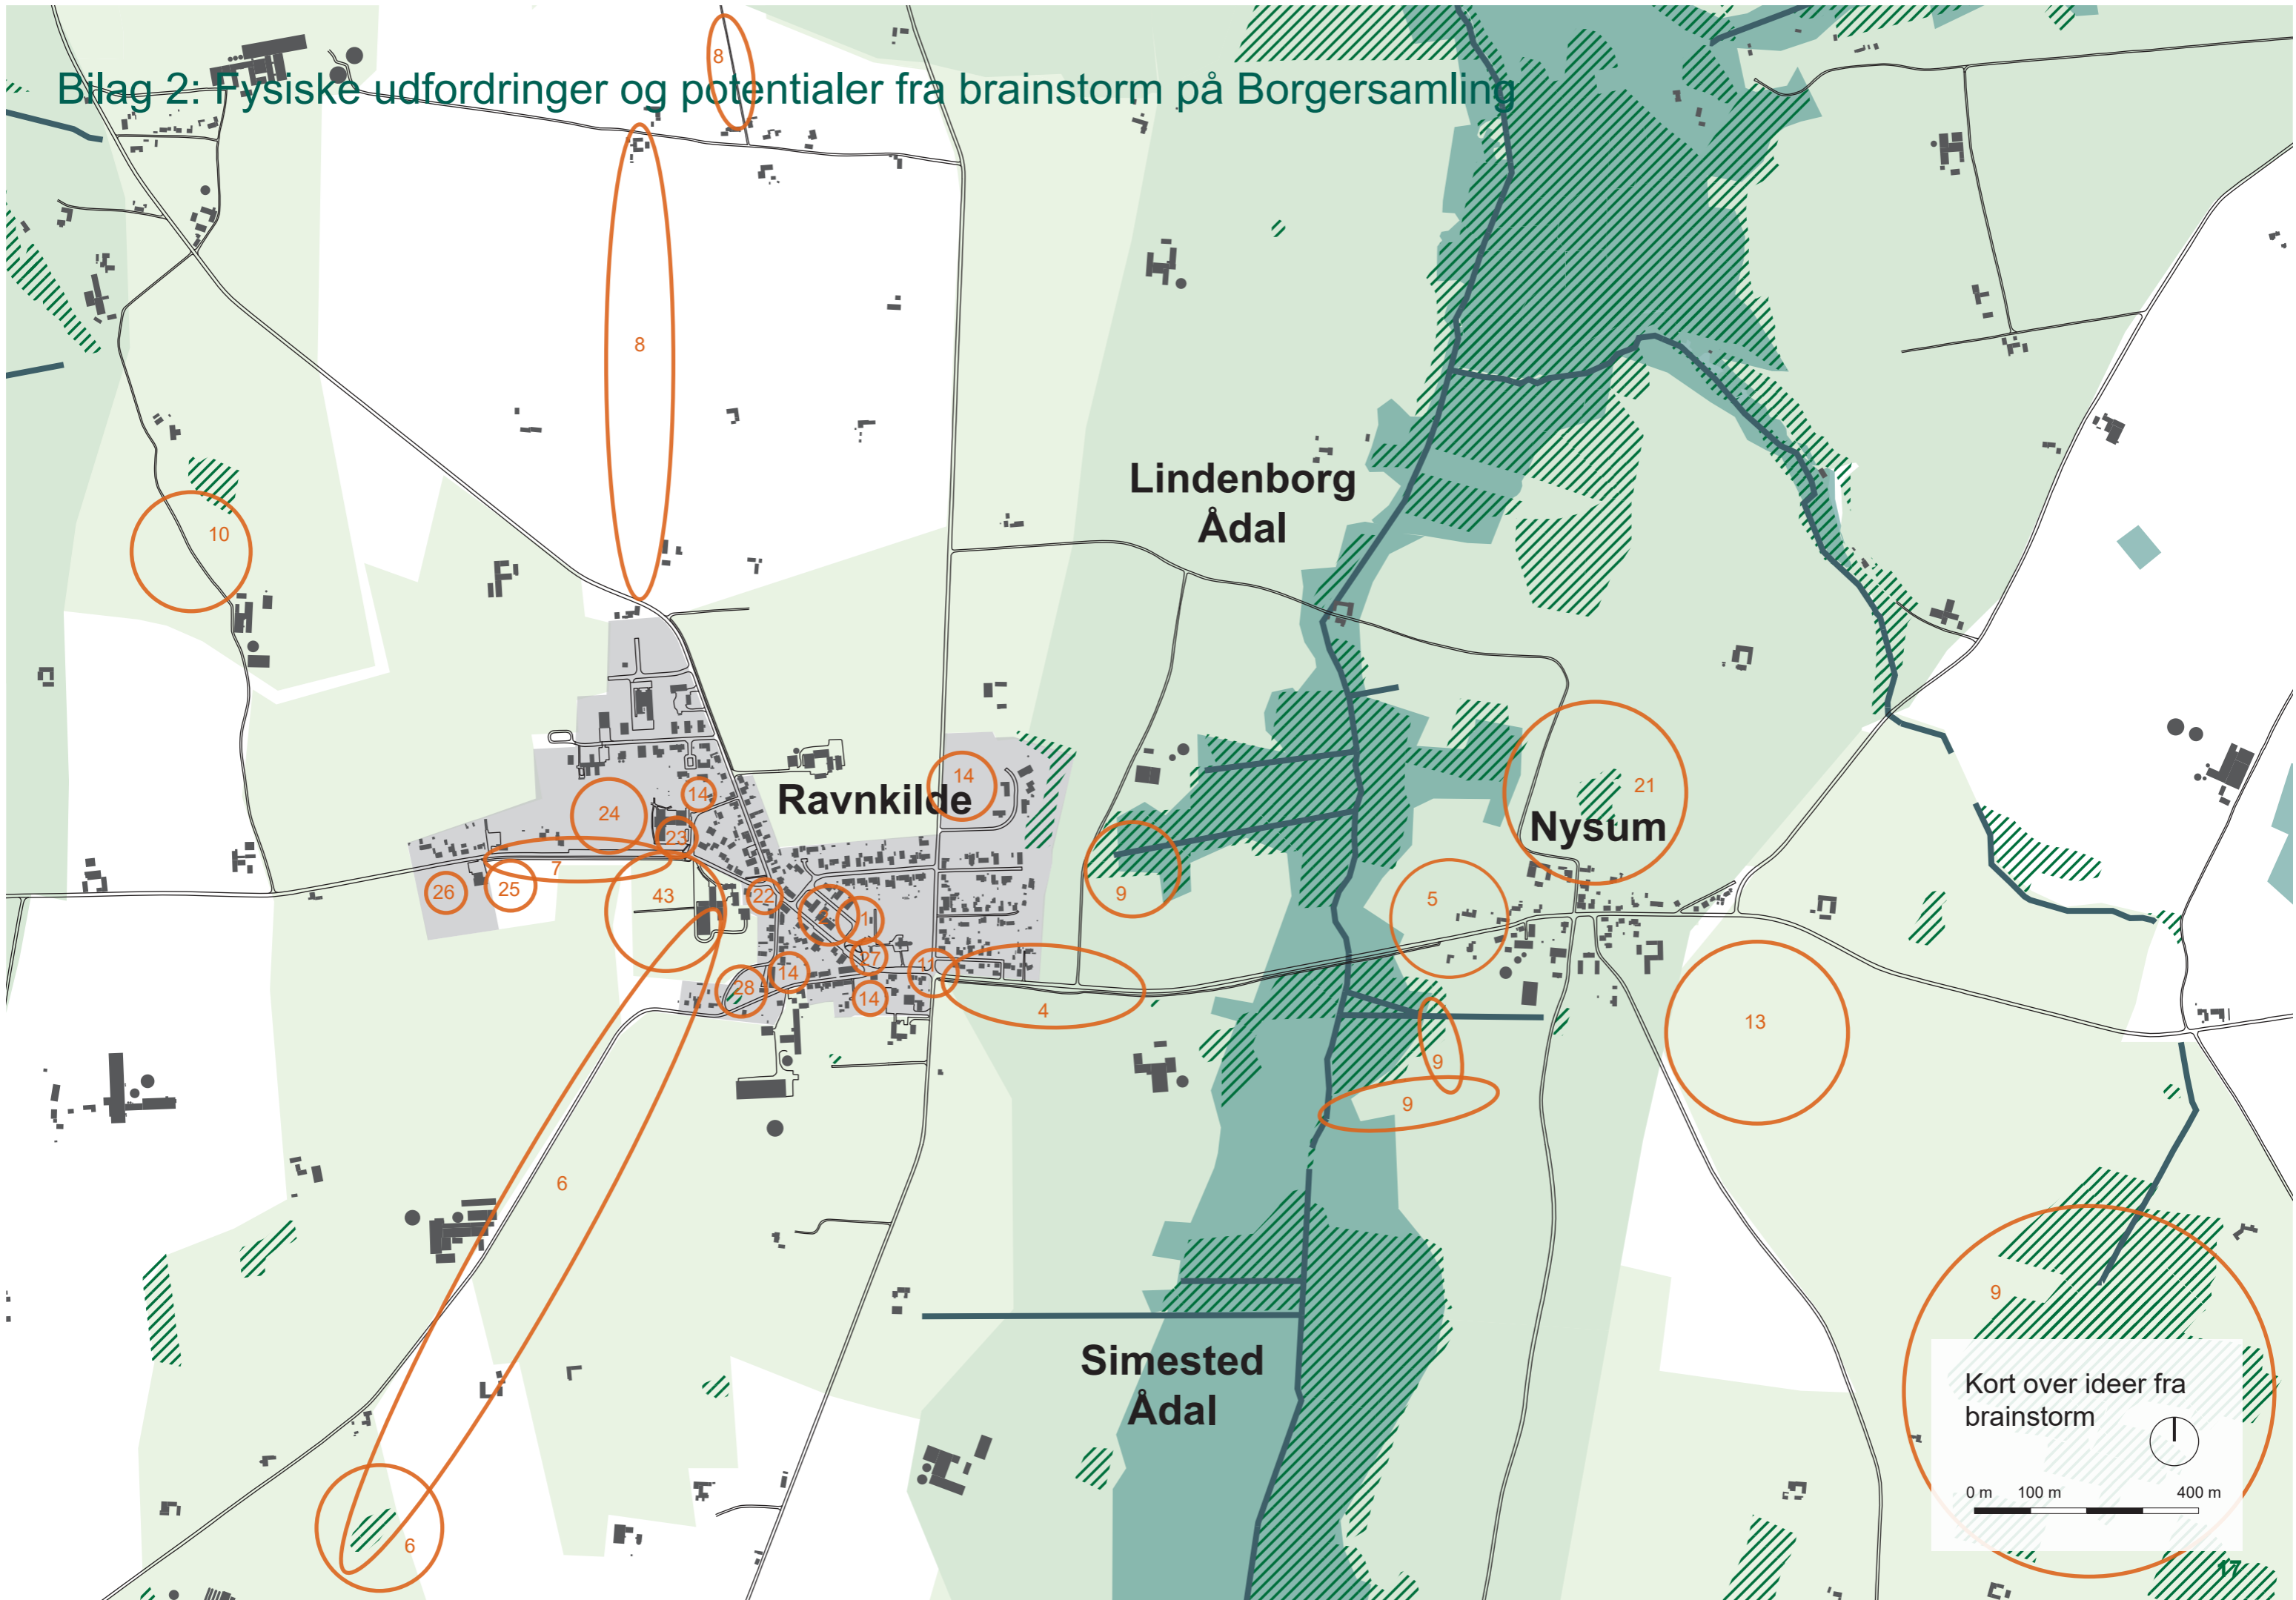 Bilag 2: Fysiske udfordringer og potentialer fra brainstorm på Borgersamling
8
8
10
Lindenborg
Ådal
14
Ravnkilde
14
24
23
21
Nysum
7
26
25
43
22
1
9
5
27
11
14
28
14
4
13
9
9
6
9
Simested
Ådal
Kort over ideer fra
brainstorm
0 m 100 m 400 m
6
17